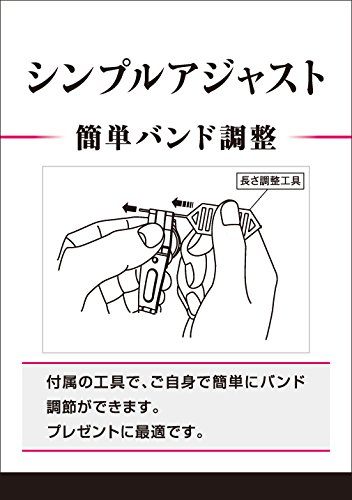 シンプルアジャスト
簡単バンド調整
長さ調整工具
付属の工具で、ご自身で簡単にバンド
調節ができます。
プレゼントに最適です。